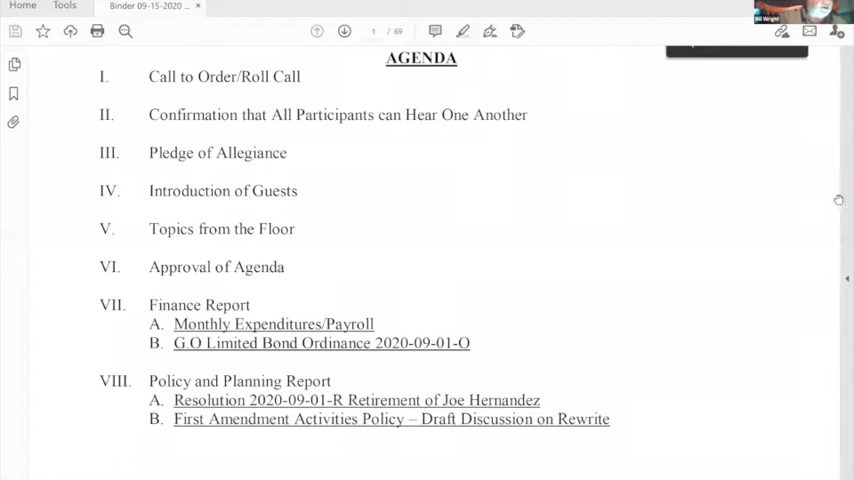 Home Tools Binder 09-15-2020 ... ×
1 / 69
Bill Wright
AGENDA
I. Call to Order/Roll Call
II. Confirmation that All Participants can Hear One Another
III. Pledge of Allegiance
IV. Introduction of Guests
V. Topics from the Floor
VI. Approval of Agenda
VII. Finance Report
A. Monthly Expenditures/Payroll
B. G.O Limited Bond Ordinance 2020-09-01-O
VIII. Policy and Planning Report
A. Resolution 2020-09-01-R Retirement of Joe Hernandez
B. First Amendment Activities Policy – Draft Discussion on Rewrite